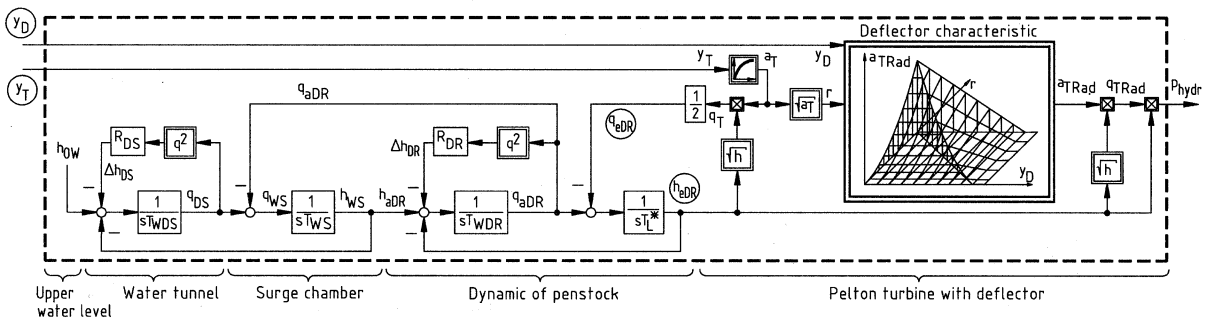 y_D
y_T
Deflector characteristic
y_T
a_T
y_D
a_TRad
r
y_D
√a_T
r
a_TRad
q_TRad
P_hydr
q_aDR
q_eDR
1/2
q_T
√h
√h
h_OW
R_DS
q²
Δh_DS
−
−
1/sT_WDS
q_DS
−
q_WS
1/sT_WS
h_WS
h_aDR
Δh_DR
R_DR
q²
−
−
1/sT_WDR
q_aDR
−
1/sT_L*
h_eDR
Upper
water level
Water tunnel
Surge chamber
Dynamic of penstock
Pelton turbine with deflector